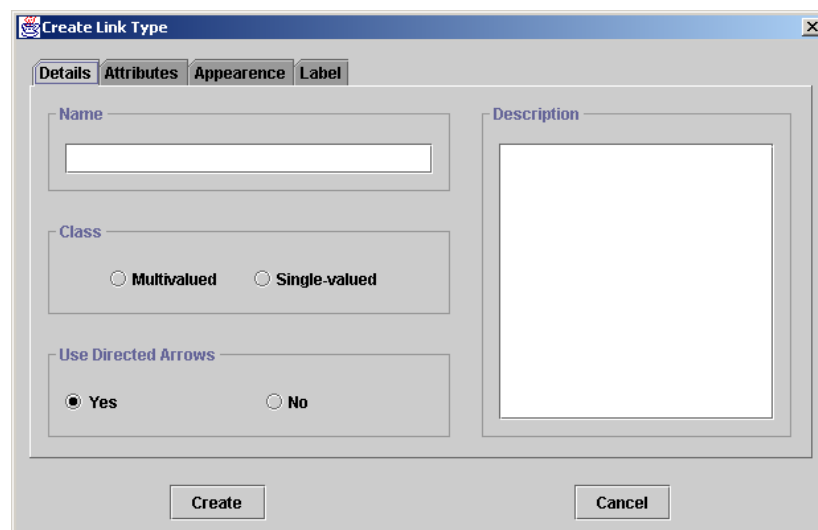 Create Link Type
Details Attributes Appearence Label
Name
Description
Class
Multivalued Single-valued
Use Directed Arrows
Yes No
Create Cancel